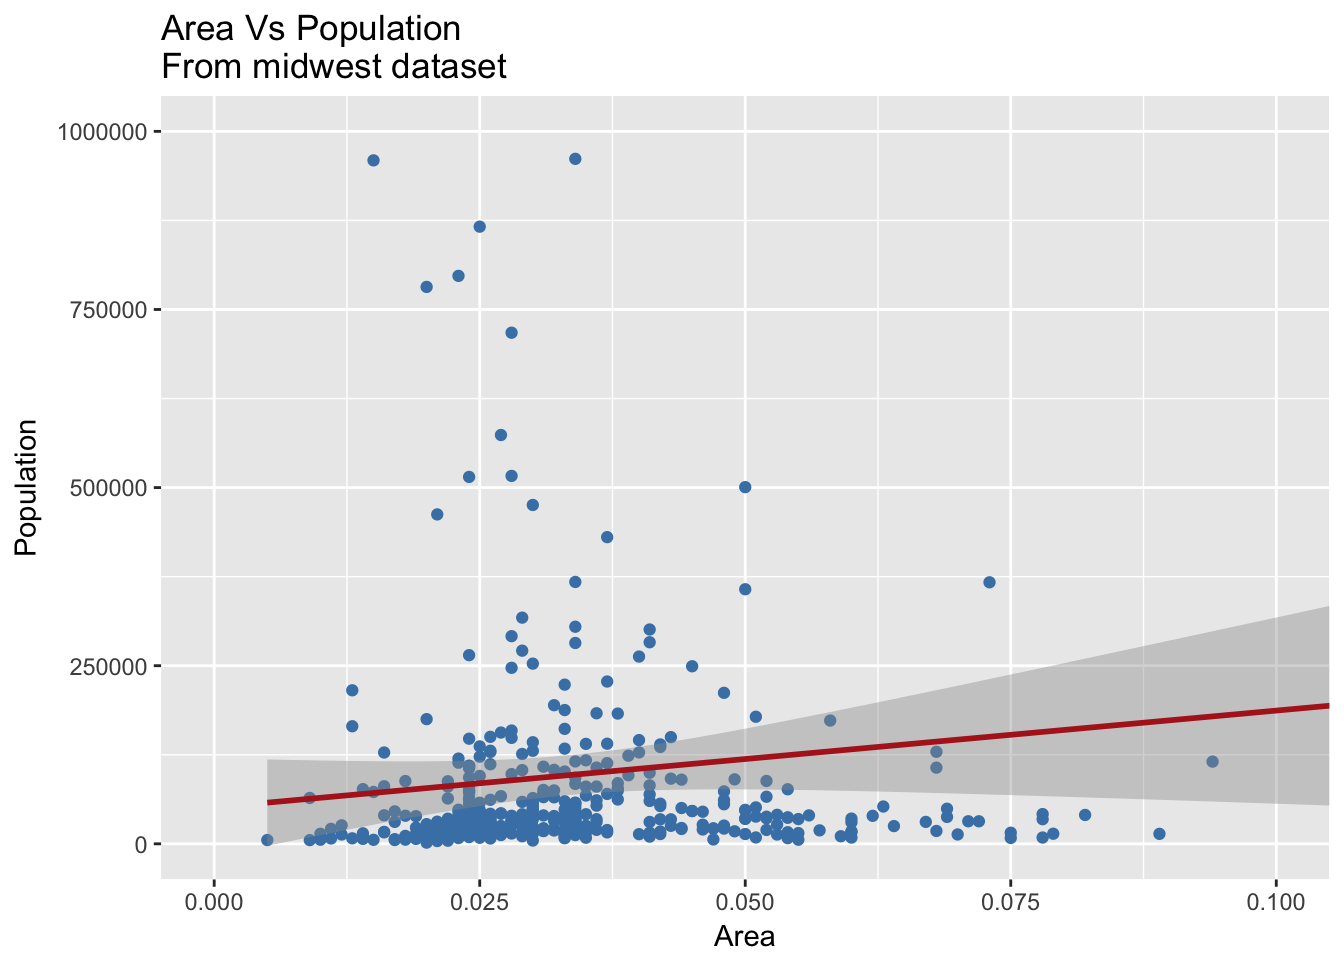 Area Vs Population
From midwest dataset
1000000
750000
500000
250000
0
Population
0.000
0.025
0.050
0.075
0.100
Area